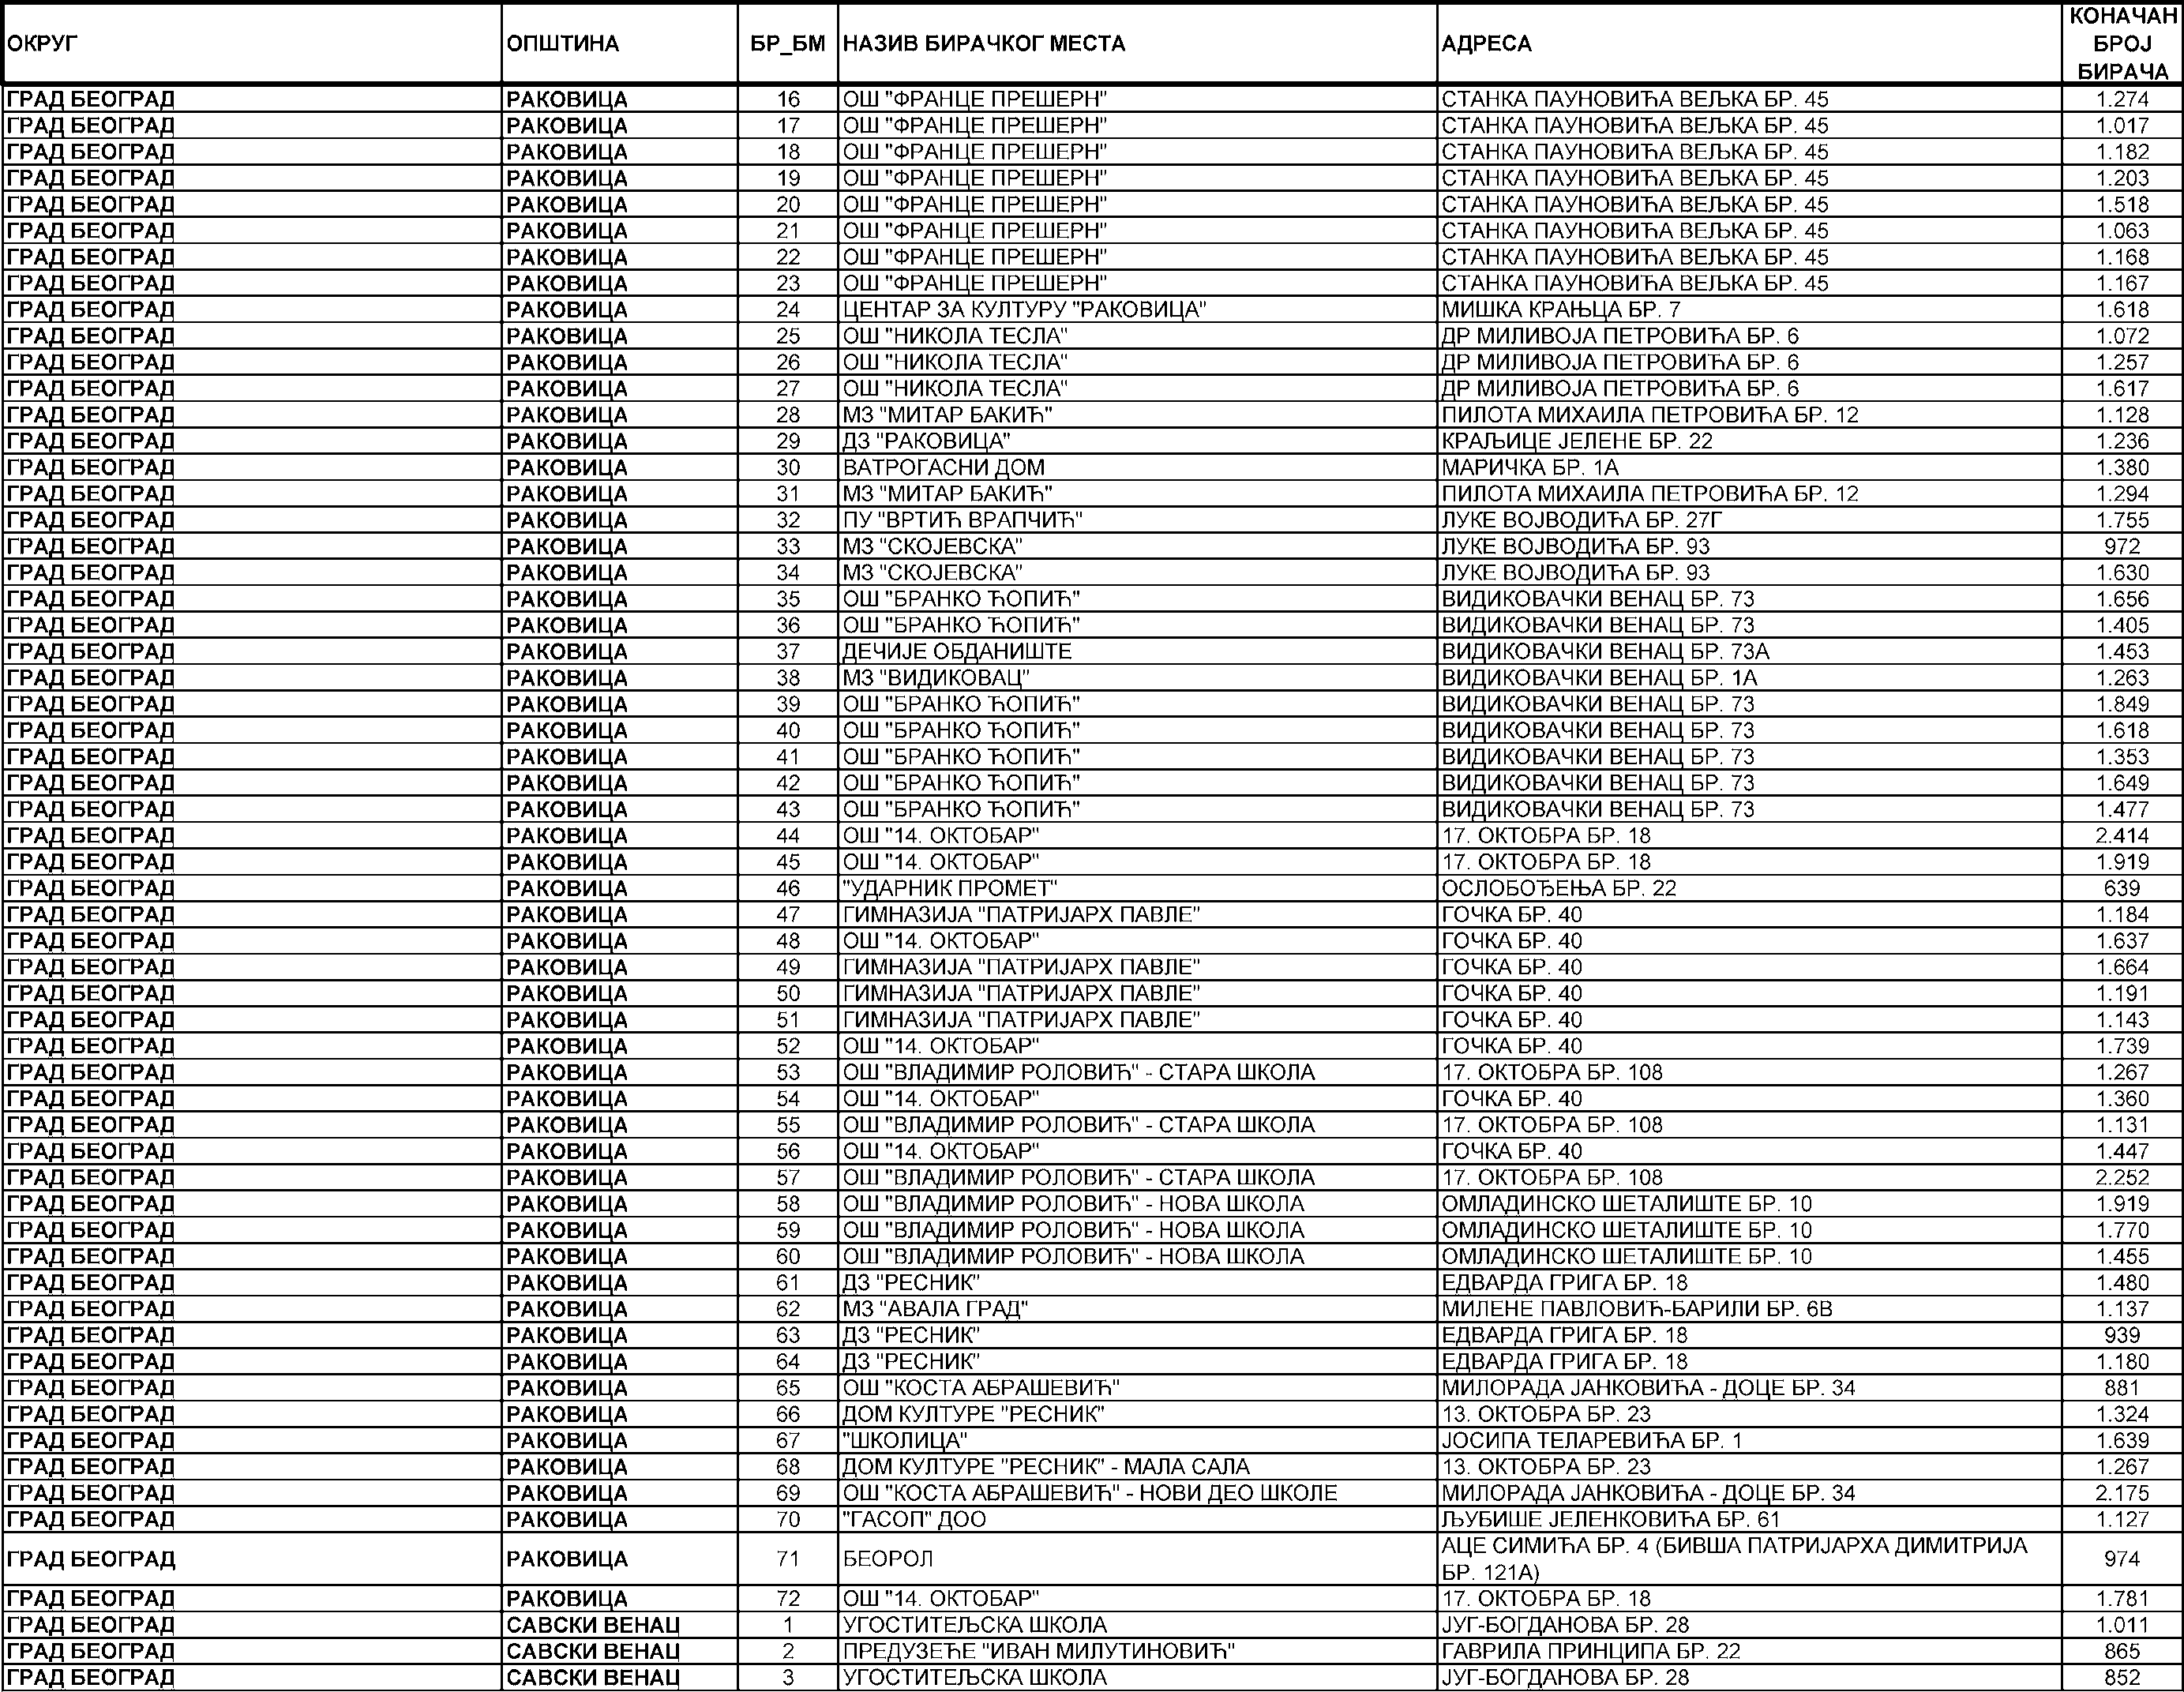 ОКРУГ ОПШТИНА БР_БМ НАЗИВ БИРАЧКОГ МЕСТА АДРЕСА КОНАЧАН БРОЈ БИРАЧА
ГРАД БЕОГРАД РАКОВИЦА 16 ОШ "ФРАНЦЕ ПРЕШЕРН" СТАНКА ПАУНОВИЋА ВЕЉКА БР. 45 1.274
ГРАД БЕОГРАД РАКОВИЦА 17 ОШ "ФРАНЦЕ ПРЕШЕРН" СТАНКА ПАУНОВИЋА ВЕЉКА БР. 45 1.017
ГРАД БЕОГРАД РАКОВИЦА 18 ОШ "ФРАНЦЕ ПРЕШЕРН" СТАНКА ПАУНОВИЋА ВЕЉКА БР. 45 1.182
ГРАД БЕОГРАД РАКОВИЦА 19 ОШ "ФРАНЦЕ ПРЕШЕРН" СТАНКА ПАУНОВИЋА ВЕЉКА БР. 45 1.203
ГРАД БЕОГРАД РАКОВИЦА 20 ОШ "ФРАНЦЕ ПРЕШЕРН" СТАНКА ПАУНОВИЋА ВЕЉКА БР. 45 1.518
ГРАД БЕОГРАД РАКОВИЦА 21 ОШ "ФРАНЦЕ ПРЕШЕРН" СТАНКА ПАУНОВИЋА ВЕЉКА БР. 45 1.063
ГРАД БЕОГРАД РАКОВИЦА 22 ОШ "ФРАНЦЕ ПРЕШЕРН" СТАНКА ПАУНОВИЋА ВЕЉКА БР. 45 1.168
ГРАД БЕОГРАД РАКОВИЦА 23 ОШ "ФРАНЦЕ ПРЕШЕРН" СТАНКА ПАУНОВИЋА ВЕЉКА БР. 45 1.167
ГРАД БЕОГРАД РАКОВИЦА 24 ЦЕНТАР ЗА КУЛТУРУ "РАКОВИЦА" МИШКА КРАЊЦА БР. 7 1.618
ГРАД БЕОГРАД РАКОВИЦА 25 ОШ "НИКОЛА ТЕСЛА" ДР МИЛИВОЈА ПЕТРОВИЋА БР. 6 1.072
ГРАД БЕОГРАД РАКОВИЦА 26 ОШ "НИКОЛА ТЕСЛА" ДР МИЛИВОЈА ПЕТРОВИЋА БР. 6 1.257
ГРАД БЕОГРАД РАКОВИЦА 27 ОШ "НИКОЛА ТЕСЛА" ДР МИЛИВОЈА ПЕТРОВИЋА БР. 6 1.617
ГРАД БЕОГРАД РАКОВИЦА 28 МЗ "МИТАР БАКИЋ" ПИЛОТА МИХАИЛА ПЕТРОВИЋА БР. 12 1.128
ГРАД БЕОГРАД РАКОВИЦА 29 ДЗ "РАКОВИЦА" КРАЉИЦЕ ЈЕЛЕНЕ БР. 22 1.236
ГРАД БЕОГРАД РАКОВИЦА 30 ВАТРОГАСНИ ДОМ МАРИЧКА БР. 1А 1.380
ГРАД БЕОГРАД РАКОВИЦА 31 МЗ "МИТАР БАКИЋ" ПИЛОТА МИХАИЛА ПЕТРОВИЋА БР. 12 1.294
ГРАД БЕОГРАД РАКОВИЦА 32 ПУ "ВРТИЋ ВРАПЧИЋ" ЛУКЕ ВОЈВОДИЋА БР. 27Г 1.755
ГРАД БЕОГРАД РАКОВИЦА 33 МЗ "СКОЈЕВСКА" ЛУКЕ ВОЈВОДИЋА БР. 93 972
ГРАД БЕОГРАД РАКОВИЦА 34 МЗ "СКОЈЕВСКА" ЛУКЕ ВОЈВОДИЋА БР. 93 1.630
ГРАД БЕОГРАД РАКОВИЦА 35 ОШ "БРАНКО ЋОПИЋ" ВИДИКОВАЧКИ ВЕНАЦ БР. 73 1.656
ГРАД БЕОГРАД РАКОВИЦА 36 ОШ "БРАНКО ЋОПИЋ" ВИДИКОВАЧКИ ВЕНАЦ БР. 73 1.405
ГРАД БЕОГРАД РАКОВИЦА 37 ДЕЧИЈЕ ОБДАНИШТЕ ВИДИКОВАЧКИ ВЕНАЦ БР. 73А 1.453
ГРАД БЕОГРАД РАКОВИЦА 38 МЗ "ВИДИКОВАЦ" ВИДИКОВАЧКИ ВЕНАЦ БР. 1А 1.263
ГРАД БЕОГРАД РАКОВИЦА 39 ОШ "БРАНКО ЋОПИЋ" ВИДИКОВАЧКИ ВЕНАЦ БР. 73 1.849
ГРАД БЕОГРАД РАКОВИЦА 40 ОШ "БРАНКО ЋОПИЋ" ВИДИКОВАЧКИ ВЕНАЦ БР. 73 1.618
ГРАД БЕОГРАД РАКОВИЦА 41 ОШ "БРАНКО ЋОПИЋ" ВИДИКОВАЧКИ ВЕНАЦ БР. 73 1.353
ГРАД БЕОГРАД РАКОВИЦА 42 ОШ "БРАНКО ЋОПИЋ" ВИДИКОВАЧКИ ВЕНАЦ БР. 73 1.649
ГРАД БЕОГРАД РАКОВИЦА 43 ОШ "БРАНКО ЋОПИЋ" ВИДИКОВАЧКИ ВЕНАЦ БР. 73 1.477
ГРАД БЕОГРАД РАКОВИЦА 44 ОШ "14. ОКТОБАР" 17. ОКТОБРА БР. 18 2.414
ГРАД БЕОГРАД РАКОВИЦА 45 ОШ "14. ОКТОБАР" 17. ОКТОБРА БР. 18 1.919
ГРАД БЕОГРАД РАКОВИЦА 46 "УДАРНИК ПРОМЕТ" ОСЛОБОЂЕЊА БР. 22 639
ГРАД БЕОГРАД РАКОВИЦА 47 ГИМНАЗИЈА "ПАТРИЈАРХ ПАВЛЕ" ГОЧКА БР. 40 1.184
ГРАД БЕОГРАД РАКОВИЦА 48 ОШ "14. ОКТОБАР" ГОЧКА БР. 40 1.637
ГРАД БЕОГРАД РАКОВИЦА 49 ГИМНАЗИЈА "ПАТРИЈАРХ ПАВЛЕ" ГОЧКА БР. 40 1.664
ГРАД БЕОГРАД РАКОВИЦА 50 ГИМНАЗИЈА "ПАТРИЈАРХ ПАВЛЕ" ГОЧКА БР. 40 1.191
ГРАД БЕОГРАД РАКОВИЦА 51 ГИМНАЗИЈА "ПАТРИЈАРХ ПАВЛЕ" ГОЧКА БР. 40 1.143
ГРАД БЕОГРАД РАКОВИЦА 52 ОШ "14. ОКТОБАР" ГОЧКА БР. 40 1.739
ГРАД БЕОГРАД РАКОВИЦА 53 ОШ "ВЛАДИМИР РОЛОВИЋ" - СТАРА ШКОЛА 17. ОКТОБРА БР. 108 1.267
ГРАД БЕОГРАД РАКОВИЦА 54 ОШ "14. ОКТОБАР" ГОЧКА БР. 40 1.360
ГРАД БЕОГРАД РАКОВИЦА 55 ОШ "ВЛАДИМИР РОЛОВИЋ" - СТАРА ШКОЛА 17. ОКТОБРА БР. 108 1.131
ГРАД БЕОГРАД РАКОВИЦА 56 ОШ "14. ОКТОБАР" ГОЧКА БР. 40 1.447
ГРАД БЕОГРАД РАКОВИЦА 57 ОШ "ВЛАДИМИР РОЛОВИЋ" - СТАРА ШКОЛА 17. ОКТОБРА БР. 108 2.252
ГРАД БЕОГРАД РАКОВИЦА 58 ОШ "ВЛАДИМИР РОЛОВИЋ" - НОВА ШКОЛА ОМЛАДИНСКО ШЕТАЛИШТЕ БР. 10 1.919
ГРАД БЕОГРАД РАКОВИЦА 59 ОШ "ВЛАДИМИР РОЛОВИЋ" - НОВА ШКОЛА ОМЛАДИНСКО ШЕТАЛИШТЕ БР. 10 1.770
ГРАД БЕОГРАД РАКОВИЦА 60 ОШ "ВЛАДИМИР РОЛОВИЋ" - НОВА ШКОЛА ОМЛАДИНСКО ШЕТАЛИШТЕ БР. 10 1.455
ГРАД БЕОГРАД РАКОВИЦА 61 ДЗ "РЕСНИК" ЕДВАРДА ГРИГА БР. 18 1.480
ГРАД БЕОГРАД РАКОВИЦА 62 МЗ "АВАЛА ГРАД" МИЛЕНЕ ПАВЛОВИЋ-БАРИЛИ БР. 6В 1.137
ГРАД БЕОГРАД РАКОВИЦА 63 ДЗ "РЕСНИК" ЕДВАРДА ГРИГА БР. 18 939
ГРАД БЕОГРАД РАКОВИЦА 64 ДЗ "РЕСНИК" ЕДВАРДА ГРИГА БР. 18 1.180
ГРАД БЕОГРАД РАКОВИЦА 65 ОШ "КОСТА АБРАШЕВИЋ" МИЛОРАДА ЈАНКОВИЋА - ДОЦЕ БР. 34 881
ГРАД БЕОГРАД РАКОВИЦА 66 ДОМ КУЛТУРЕ "РЕСНИК" 13. ОКТОБРА БР. 23 1.324
ГРАД БЕОГРАД РАКОВИЦА 67 "ШКОЛИЦА" ЈОСИПА ТЕЛАРЕВИЋА БР. 1 1.639
ГРАД БЕОГРАД РАКОВИЦА 68 ДОМ КУЛТУРЕ "РЕСНИК" - МАЛА САЛА 13. ОКТОБРА БР. 23 1.267
ГРАД БЕОГРАД РАКОВИЦА 69 ОШ "КОСТА АБРАШЕВИЋ" - НОВИ ДЕО ШКОЛЕ МИЛОРАДА ЈАНКОВИЋА - ДОЦЕ БР. 34 2.175
ГРАД БЕОГРАД РАКОВИЦА 70 "ГАСОП" ДОО ЉУБИШЕ ЈЕЛЕНКОВИЋА БР. 61 1.127
ГРАД БЕОГРАД РАКОВИЦА 71 БЕОРОЛ АЦЕ СИМИЋА БР. 4 (БИВША ПАТРИЈАРХА ДИМИТРИЈА БР. 121А) 974
ГРАД БЕОГРАД РАКОВИЦА 72 ОШ "14. ОКТОБАР" 17. ОКТОБРА БР. 18 1.781
ГРАД БЕОГРАД САВСКИ ВЕНАЦ 1 УГОСТИТЕЉСКА ШКОЛА ЈУГ-БОГДАНОВА БР. 28 1.011
ГРАД БЕОГРАД САВСКИ ВЕНАЦ 2 ПРЕДУЗЕЋЕ "ИВАН МИЛУТИНОВИЋ" ГАВРИЛА ПРИНЦИПА БР. 22 865
ГРАД БЕОГРАД САВСКИ ВЕНАЦ 3 УГОСТИТЕЉСКА ШКОЛА ЈУГ-БОГДАНОВА БР. 28 852